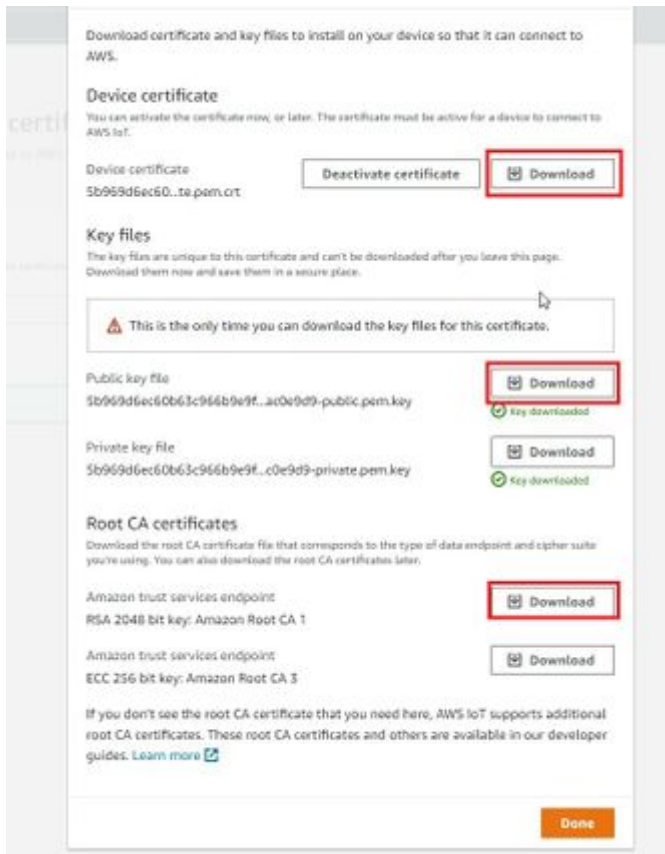 Download certificate and key files to install on your device so that it can connect to
AWS.
Device certificate
You can activate the certificate now, or later. The certificate must be active for a device to connect to
AWS IoT.
Device certificate
5b969d6ec60...te.pem.crt
Deactivate certificate
Download
Key files
The key files are unique to this certificate and can't be downloaded after you leave this page.
Download them now and save them in a secure place.
This is the only time you can download the key files for this certificate.
Public key file
5b969d6ec60b63c966b9e9f...ac0e9d9-public.pem.key
Download
Key downloaded
Private key file
5b969d6ec60b63c966b9e9f...c0e9d9-private.pem.key
Download
Key downloaded
Root CA certificates
Download the root CA certificate file that corresponds to the type of data endpoint and cipher suite
you're using. You can also download the root CA certificates later.
Amazon trust services endpoint
RSA 2048 bit key: Amazon Root CA 1
Download
Amazon trust services endpoint
ECC 256 bit key: Amazon Root CA 3
Download
If you don't see the root CA certificate that you need here, AWS IoT supports additional
root CA certificates. These root CA certificates and others are available in our developer
guides. Learn more
Done